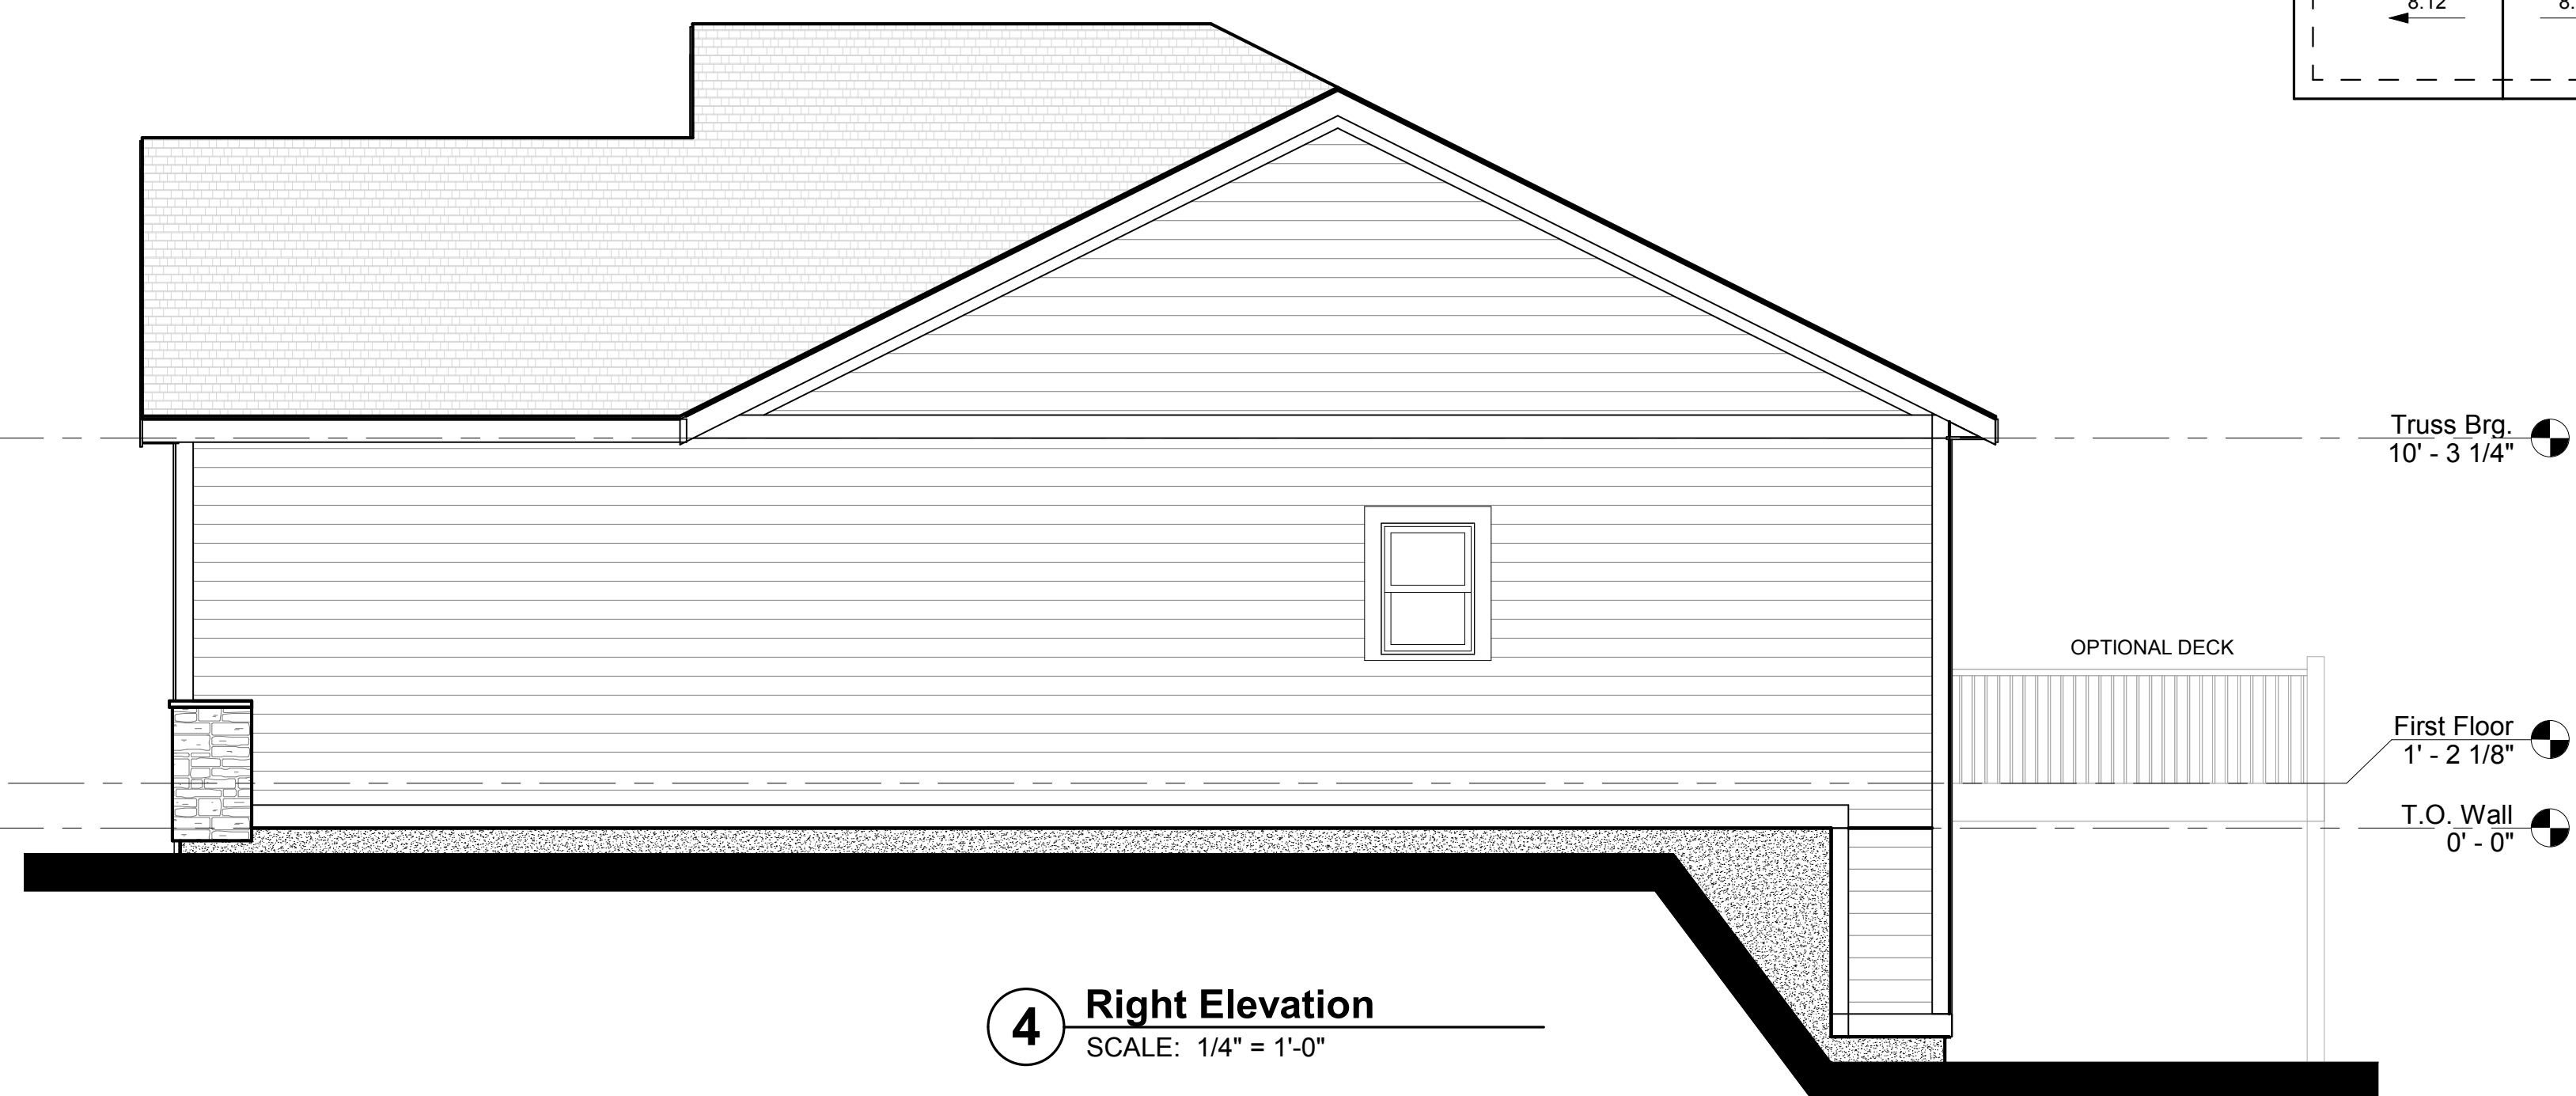 8:12
Truss Brg.
10' - 3 1/4"
OPTIONAL DECK
First Floor
1' - 2 1/8"
T.O. Wall
0' - 0"
4
Right Elevation
SCALE: 1/4" = 1'-0"